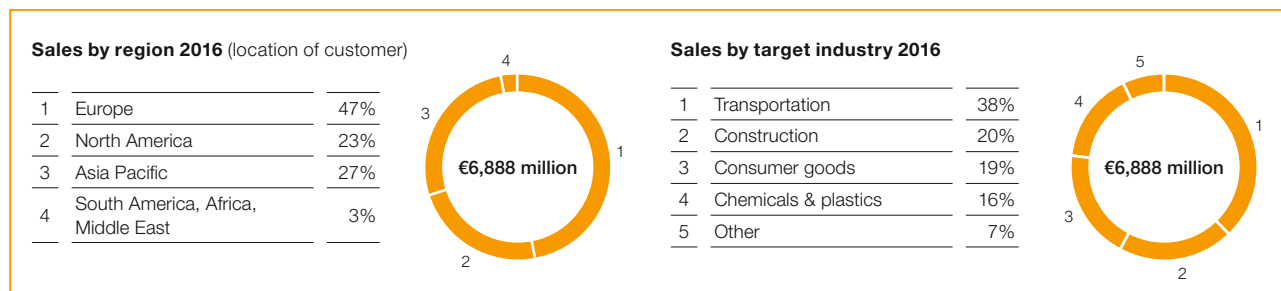 Sales by region 2016 (location of customer)
1 Europe 47%
2 North America 23%
3 Asia Pacific 27%
4 South America, Africa,
Middle East 3%
4
3
€6,888 million
1
2
Sales by target industry 2016
1 Transportation 38%
2 Construction 20%
3 Consumer goods 19%
4 Chemicals & plastics 16%
5 Other 7%
5
4
1
€6,888 million
3
2